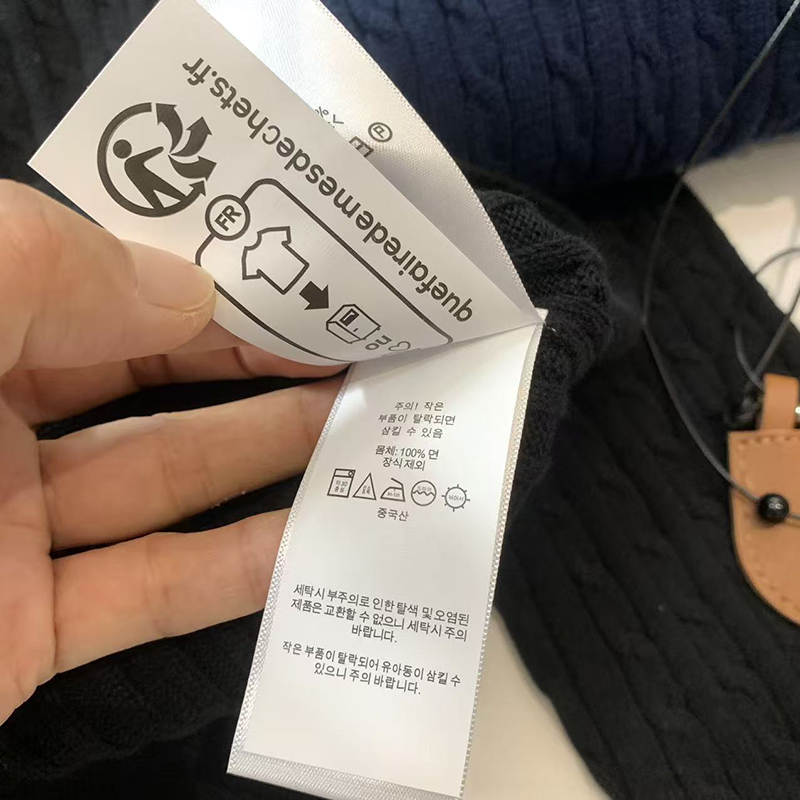 quefairedemesdechets.fr
FR
주의! 작은
부품이 탈락되면
삼킬 수 있음
몸체: 100% 면
장식 제외
중국산
세탁시 부주의로 인한 탈색 및 오염된
제품은 교환할 수 없으니 세탁시 주의
바랍니다.
작은 부품이 탈락되어 유아동이 삼킬 수
있으니 주의 바랍니다.